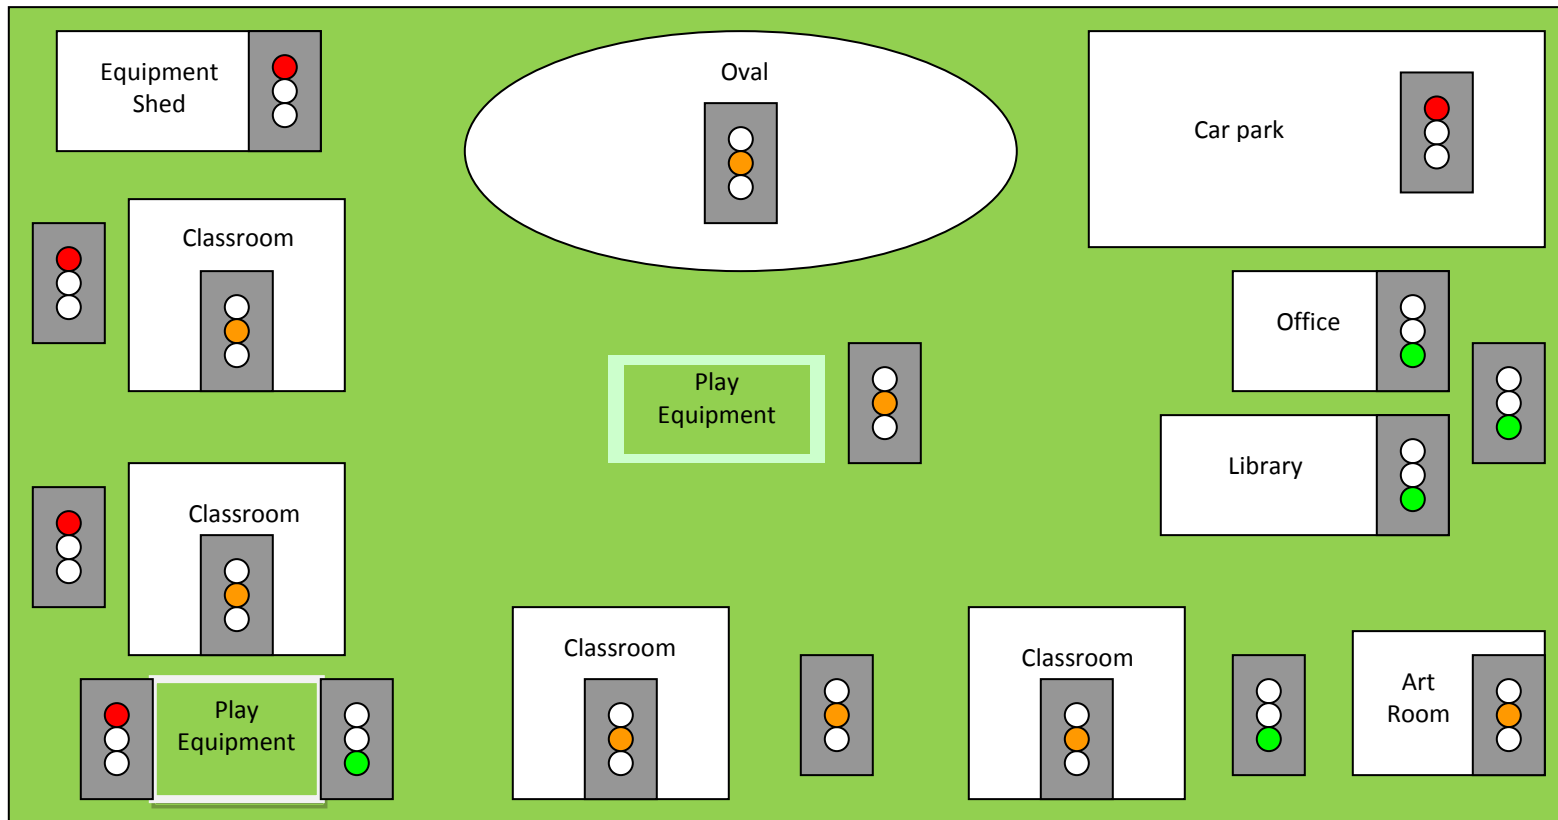 Equipment
Shed
Oval
Car park
Classroom
Office
Play
Equipment
Library
Classroom
Classroom
Classroom
Art
Room
Play
Equipment